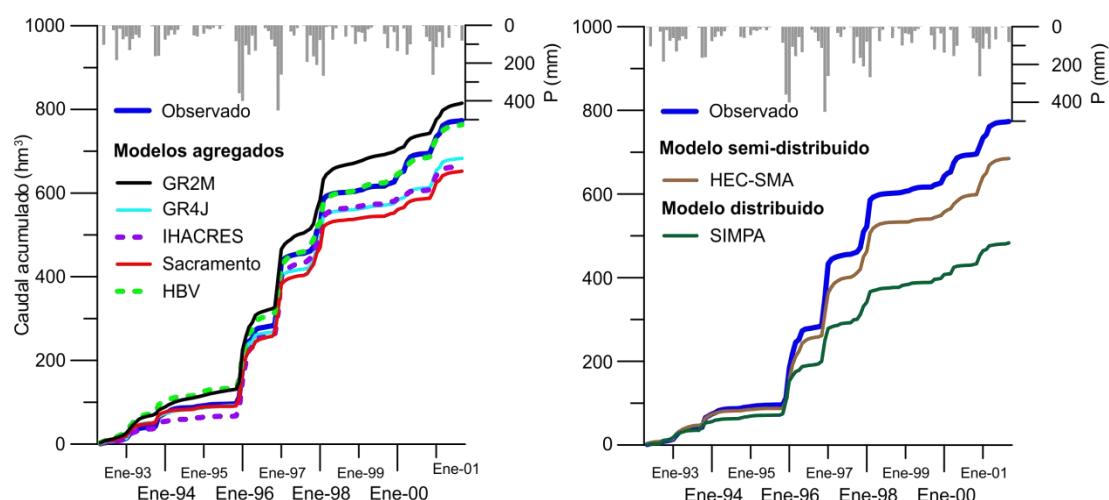 1000
800
600
400
200
0
Caudal acumulado (hm³)
0
200
400
P (mm)
Observado
Modelos agregados
GR2M
GR4J
IHACRES
Sacramento
HBV
Ene-93
Ene-95
Ene-97
Ene-99
Ene-01
Ene-94
Ene-96
Ene-98
Ene-00
1000
800
600
400
200
0
0
200
400
P (mm)
Observado
Modelo semi-distribuido
HEC-SMA
Modelo distribuido
SIMPA
Ene-93
Ene-95
Ene-97
Ene-99
Ene-01
Ene-94
Ene-96
Ene-98
Ene-00